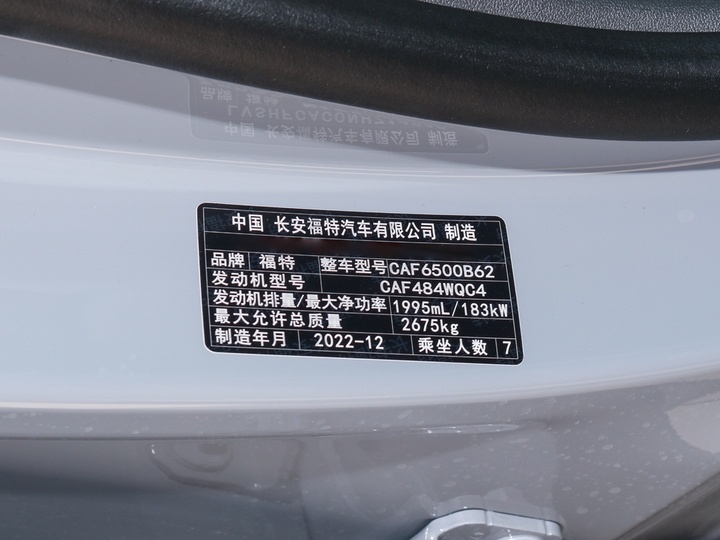 中国 长安福特汽车有限公司 制造
品牌 福特 整车型号 CAF6500B62
发动机型号 CAF484WQC4
发动机排量/最大净功率 1995mL/183kW
最大允许总质量 2675kg
制造年月 2022-12 乘坐人数 7